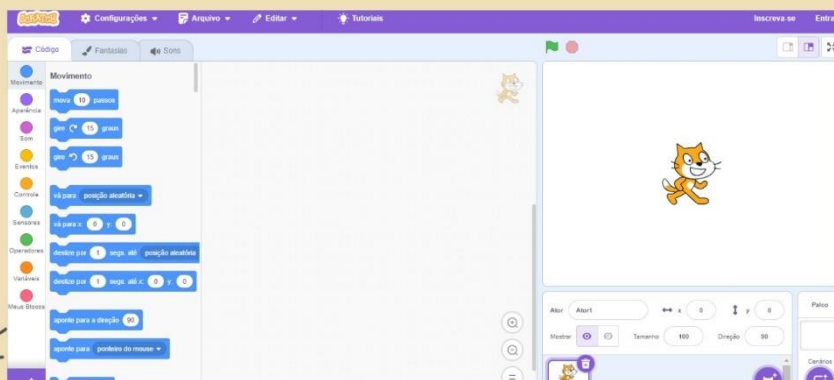 SCRATCH Configurações Arquivo Editar Tutoriais Inscreva-se Entra
Código Fantasias Sons
Movimento
Aparência
Som
Eventos
Controle
Sensores
Operadores
Variáveis
Meus Blocos
Movimento
mova 10 passos
gire 15 graus
gire 15 graus
vá para posição aleatória
vá para x: 0 y: 0
deslize por 1 segs. até posição aleatória
deslize por 1 segs. até x: 0 y 0
aponte para a direção 90
aponte para ponteiro do mouse
Ator Ator1 x 0 y 0
Mostrar Tamanho 100 Direção 90
Palco
Cenários